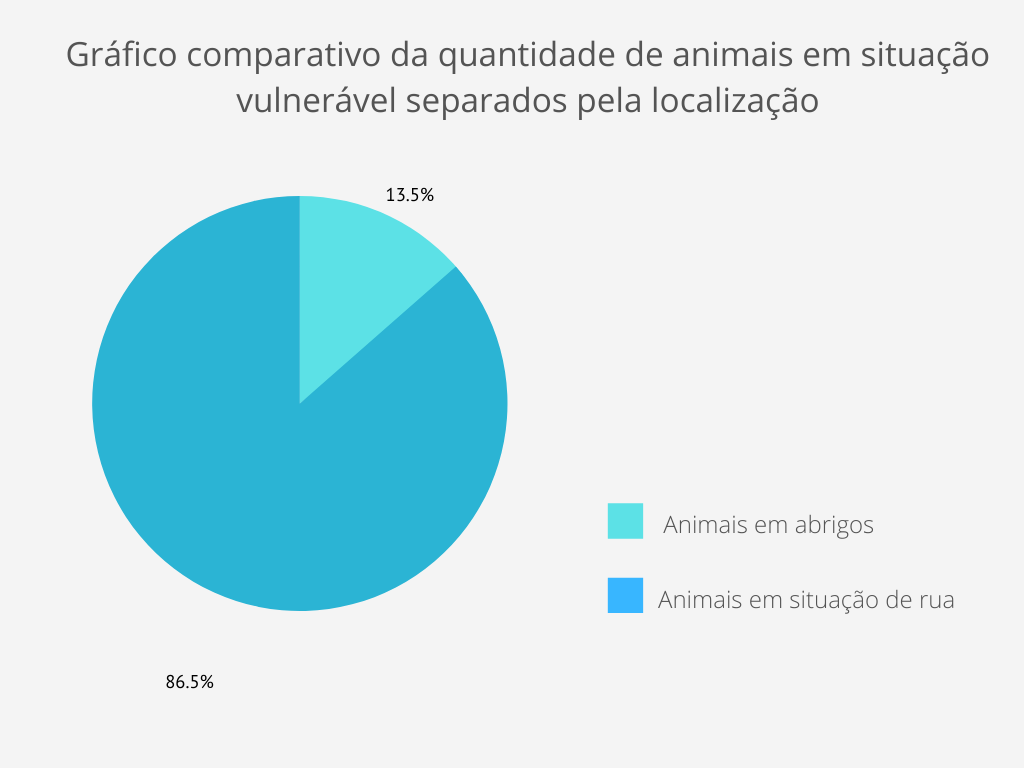 Gráfico comparativo da quantidade de animais em situação
vulnerável separados pela localização
13.5%
Animais em abrigos
Animais em situação de rua
86.5%